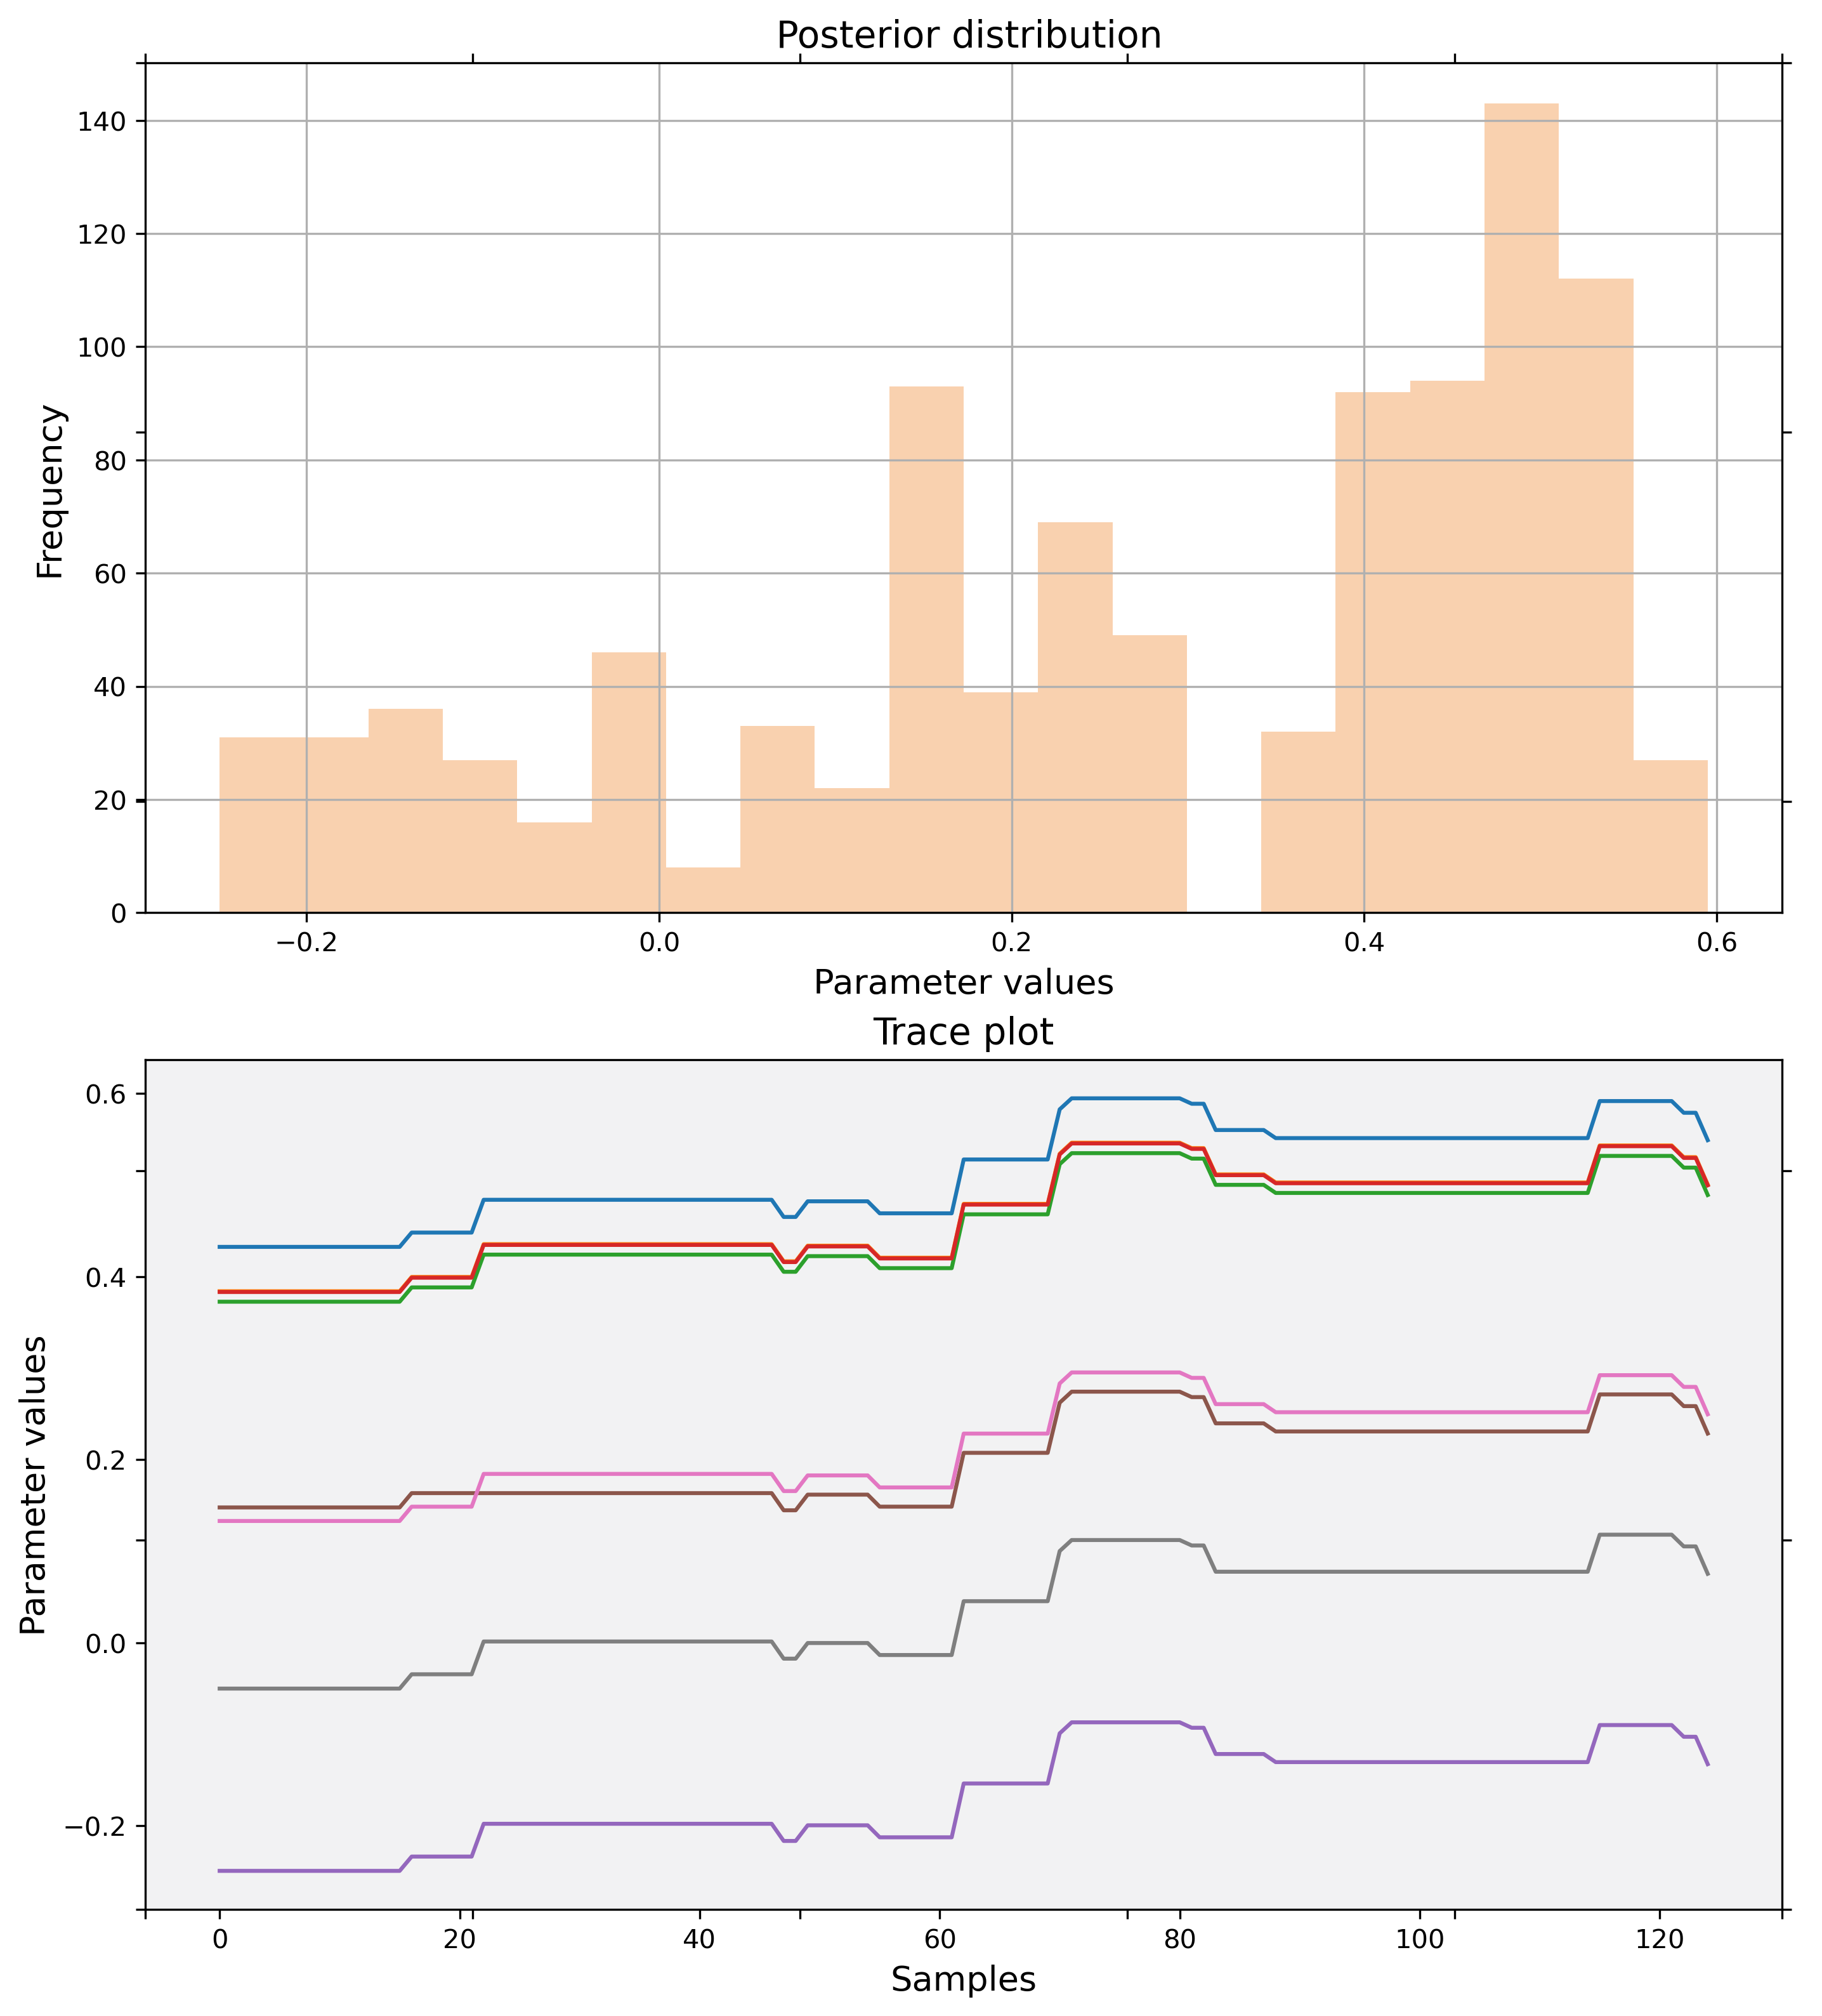 Posterior distribution
140
120
100
80
60
40
20
0
Frequency
−0.2 0.0 0.2 0.4 0.6
Parameter values
Trace plot
0.6
0.4
0.2
0.0
−0.2
Parameter values
0 20 40 60 80 100 120
Samples